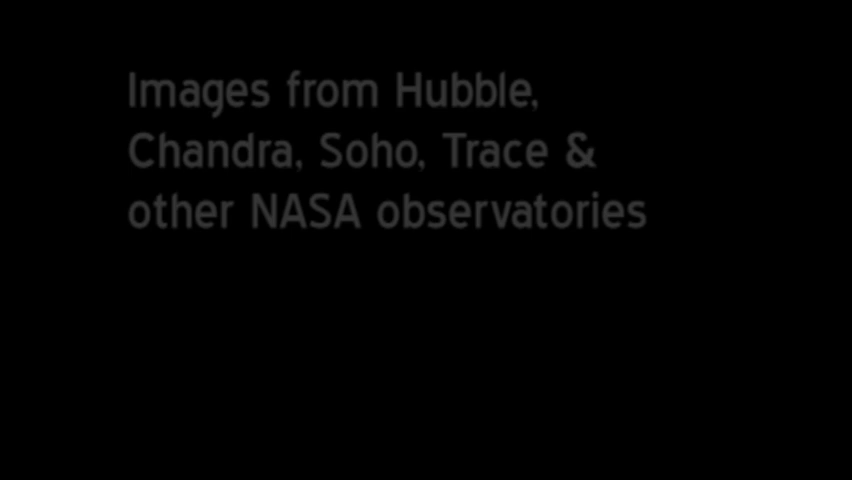 Images from Hubble,
Chandra, Soho, Trace &
other NASA observatories